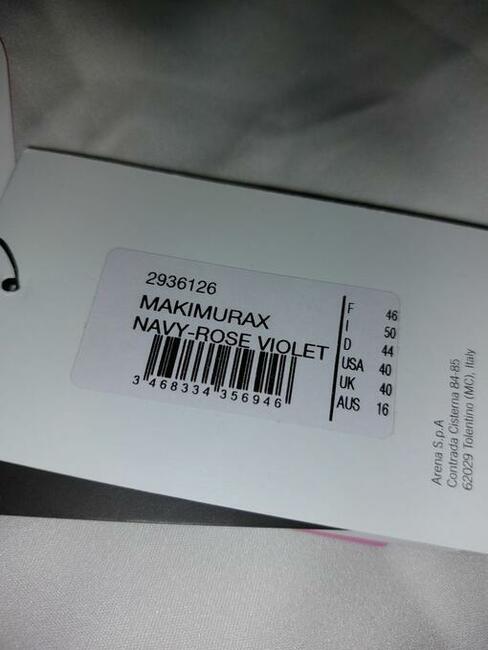 2936126
MAKIMURAX
NAVY-ROSE VIOLET
3 468334 356946
F 46
I 50
D 44
USA 40
UK 40
AUS 16
Arena S.p.A
Contrada Cisterna 84-85
62029 Tolentino (MC), Italy